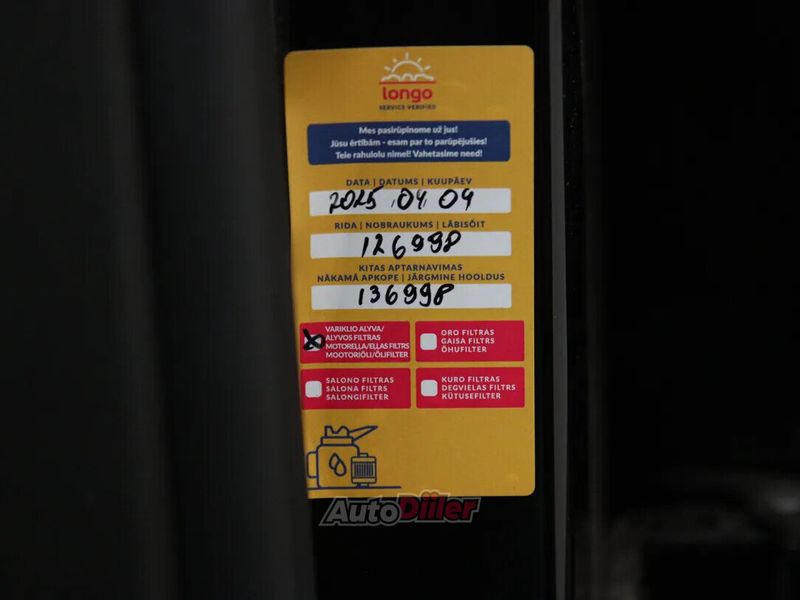 longo
SERVICE VERIFIED
Mes pasirūpinome už jus!
Jūsu ērtībām - esam par to parūpējušies!
Teie rahulolu nimel! Vahetasime need!
DATA | DATUMS | KUUPÄEV
2025.04 04
RIDA | NOBRAUKUMS | LÄBISÕIT
126998
KITAS APTARNAVIMAS
NĀKAMĀ APKOPE | JÄRGMINE HOOLDUS
136998
VARIKLIO ALYVA/
ALYVOS FILTRAS
MOTOREĻĻA/EĻĻAS FILTRS
MOOTORIÕLI/ÕLIFILTER
ORO FILTRAS
GAISA FILTRS
ÕHUFILTER
SALONO FILTRAS
SALONA FILTRS
SALONGIFILTER
KURO FILTRAS
DEGVIELAS FILTRS
KÜTUSEFILTER
AutoDiiler